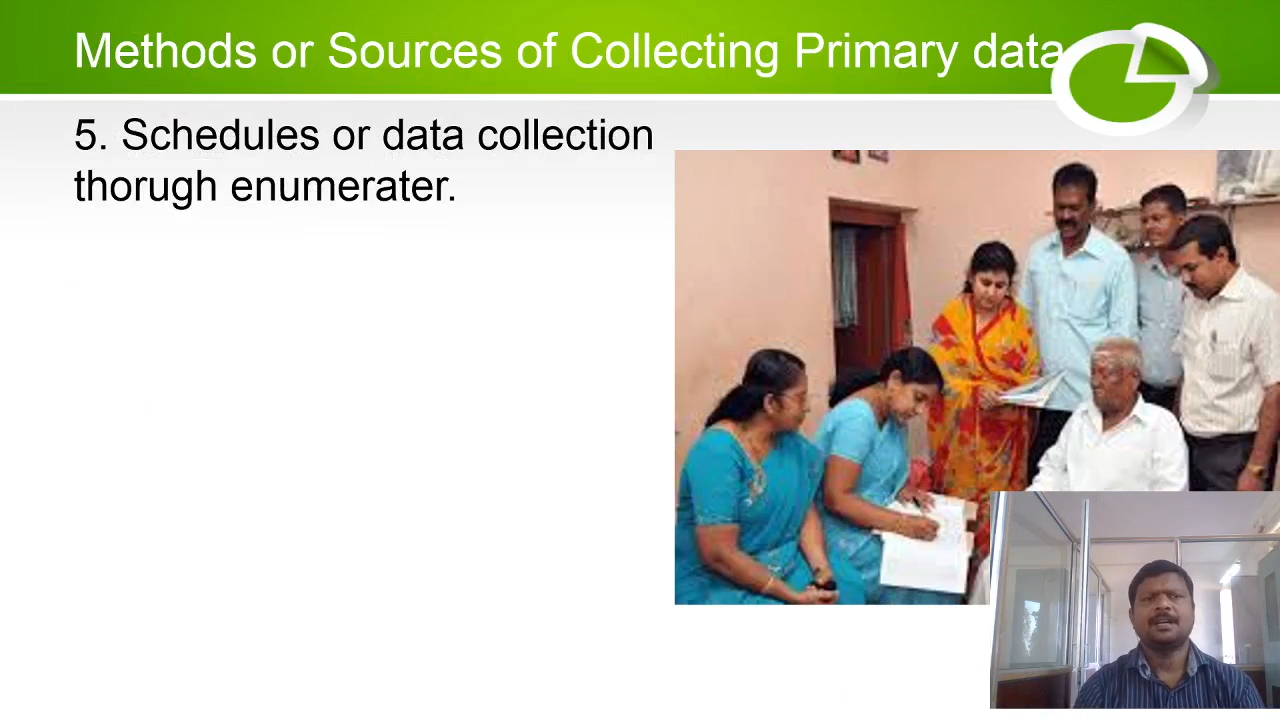 Methods or Sources of Collecting Primary data
5. Schedules or data collection
thorugh enumerater.